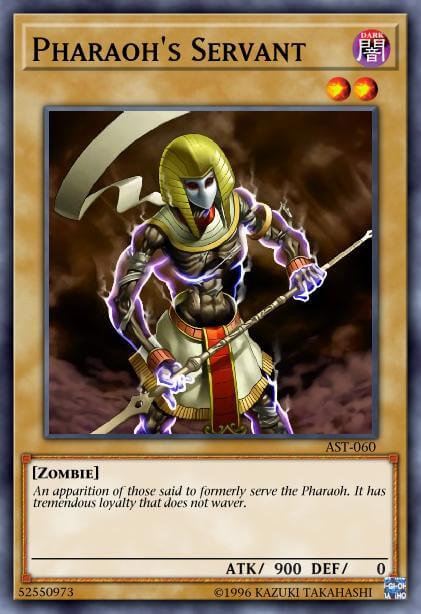 PHARAOH'S SERVANT
DARK
闇
AST-060
[ZOMBIE]
An apparition of those said to formerly serve the Pharaoh. It has
tremendous loyalty that does not waver.
ATK/ 900 DEF/ 0
52550973
©1996 KAZUKI TAKAHASHI